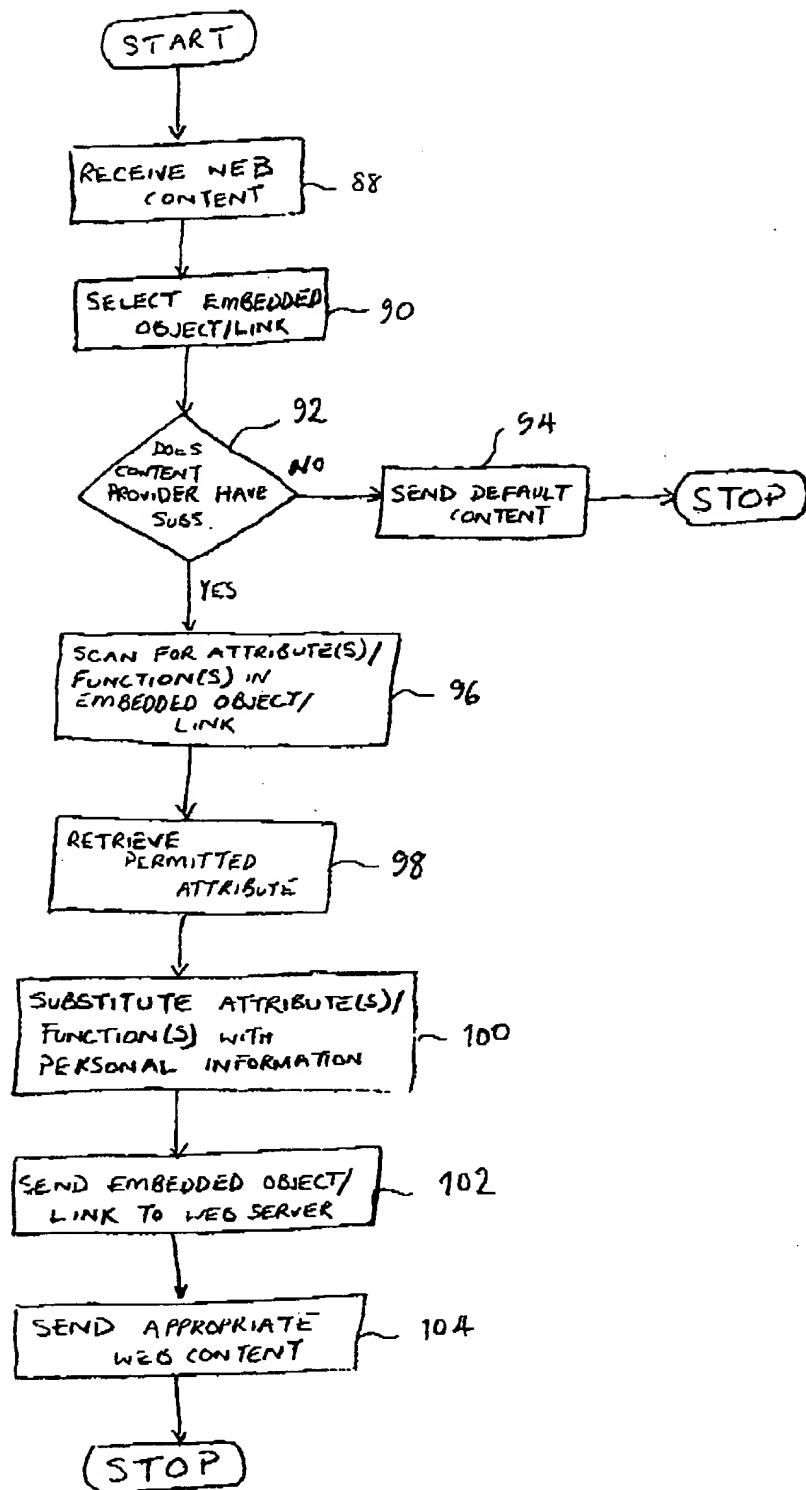 START
RECEIVE WEB
CONTENT
88
SELECT EMBEDDED
OBJECT/LINK
90
92
DOES
CONTENT
PROVIDER HAVE
SUBS.
NO
94
SEND DEFAULT
CONTENT
STOP
YES
SCAN FOR ATTRIBUTE(S)/
FUNCTION(S) IN
EMBEDDED OBJECT/
LINK
96
RETRIEVE
PERMITTED
ATTRIBUTE
98
SUBSTITUTE ATTRIBUTE(S)/
FUNCTION(S) WITH
PERSONAL INFORMATION
100
SEND EMBEDDED OBJECT/
LINK TO WEB SERVER
102
SEND APPROPRIATE
WEB CONTENT
104
STOP